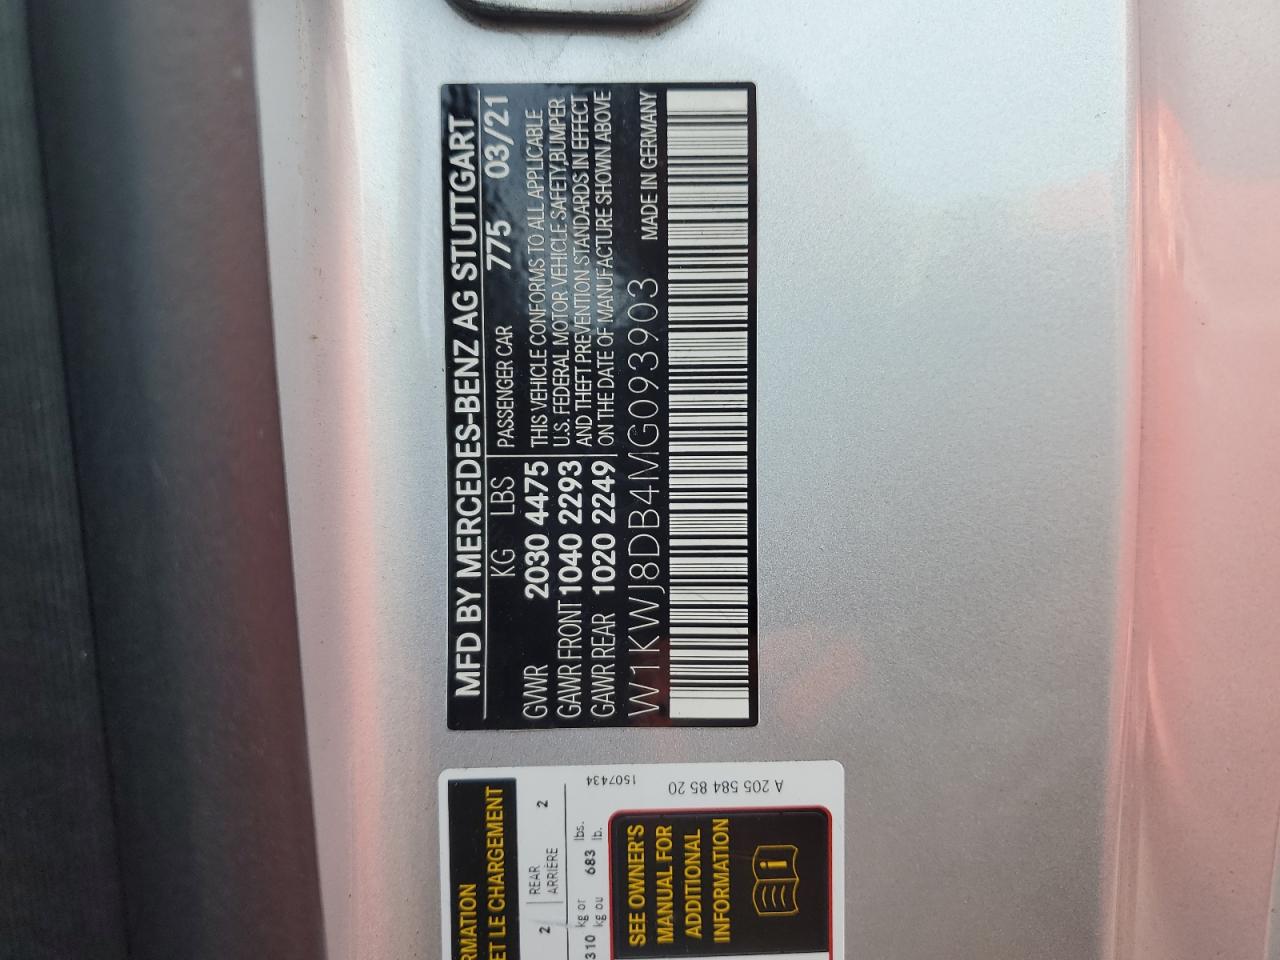 MFD BY MERCEDES-BENZ AG STUTTGART
KG LBS PASSENGER CAR 775 03/21
GVWR 2030 4475 THIS VEHICLE CONFORMS TO ALL APPLICABLE
GAWR FRONT 1040 2293 U.S. FEDERAL MOTOR VEHICLE SAFETY,BUMPER
GAWR REAR 1020 2249 AND THEFT PREVENTION STANDARDS IN EFFECT
ON THE DATE OF MANUFACTURE SHOWN ABOVE
W1KWJ8DB4MG093903 MADE IN GERMANY
RMATION
ET LE CHARGEMENT
2 REAR 2
ARRIÈRE
310 kg or 683 lbs.
kg ou lb.
1507434
A 205 584 85 20
SEE OWNER'S
MANUAL FOR
ADDITIONAL
INFORMATION
i